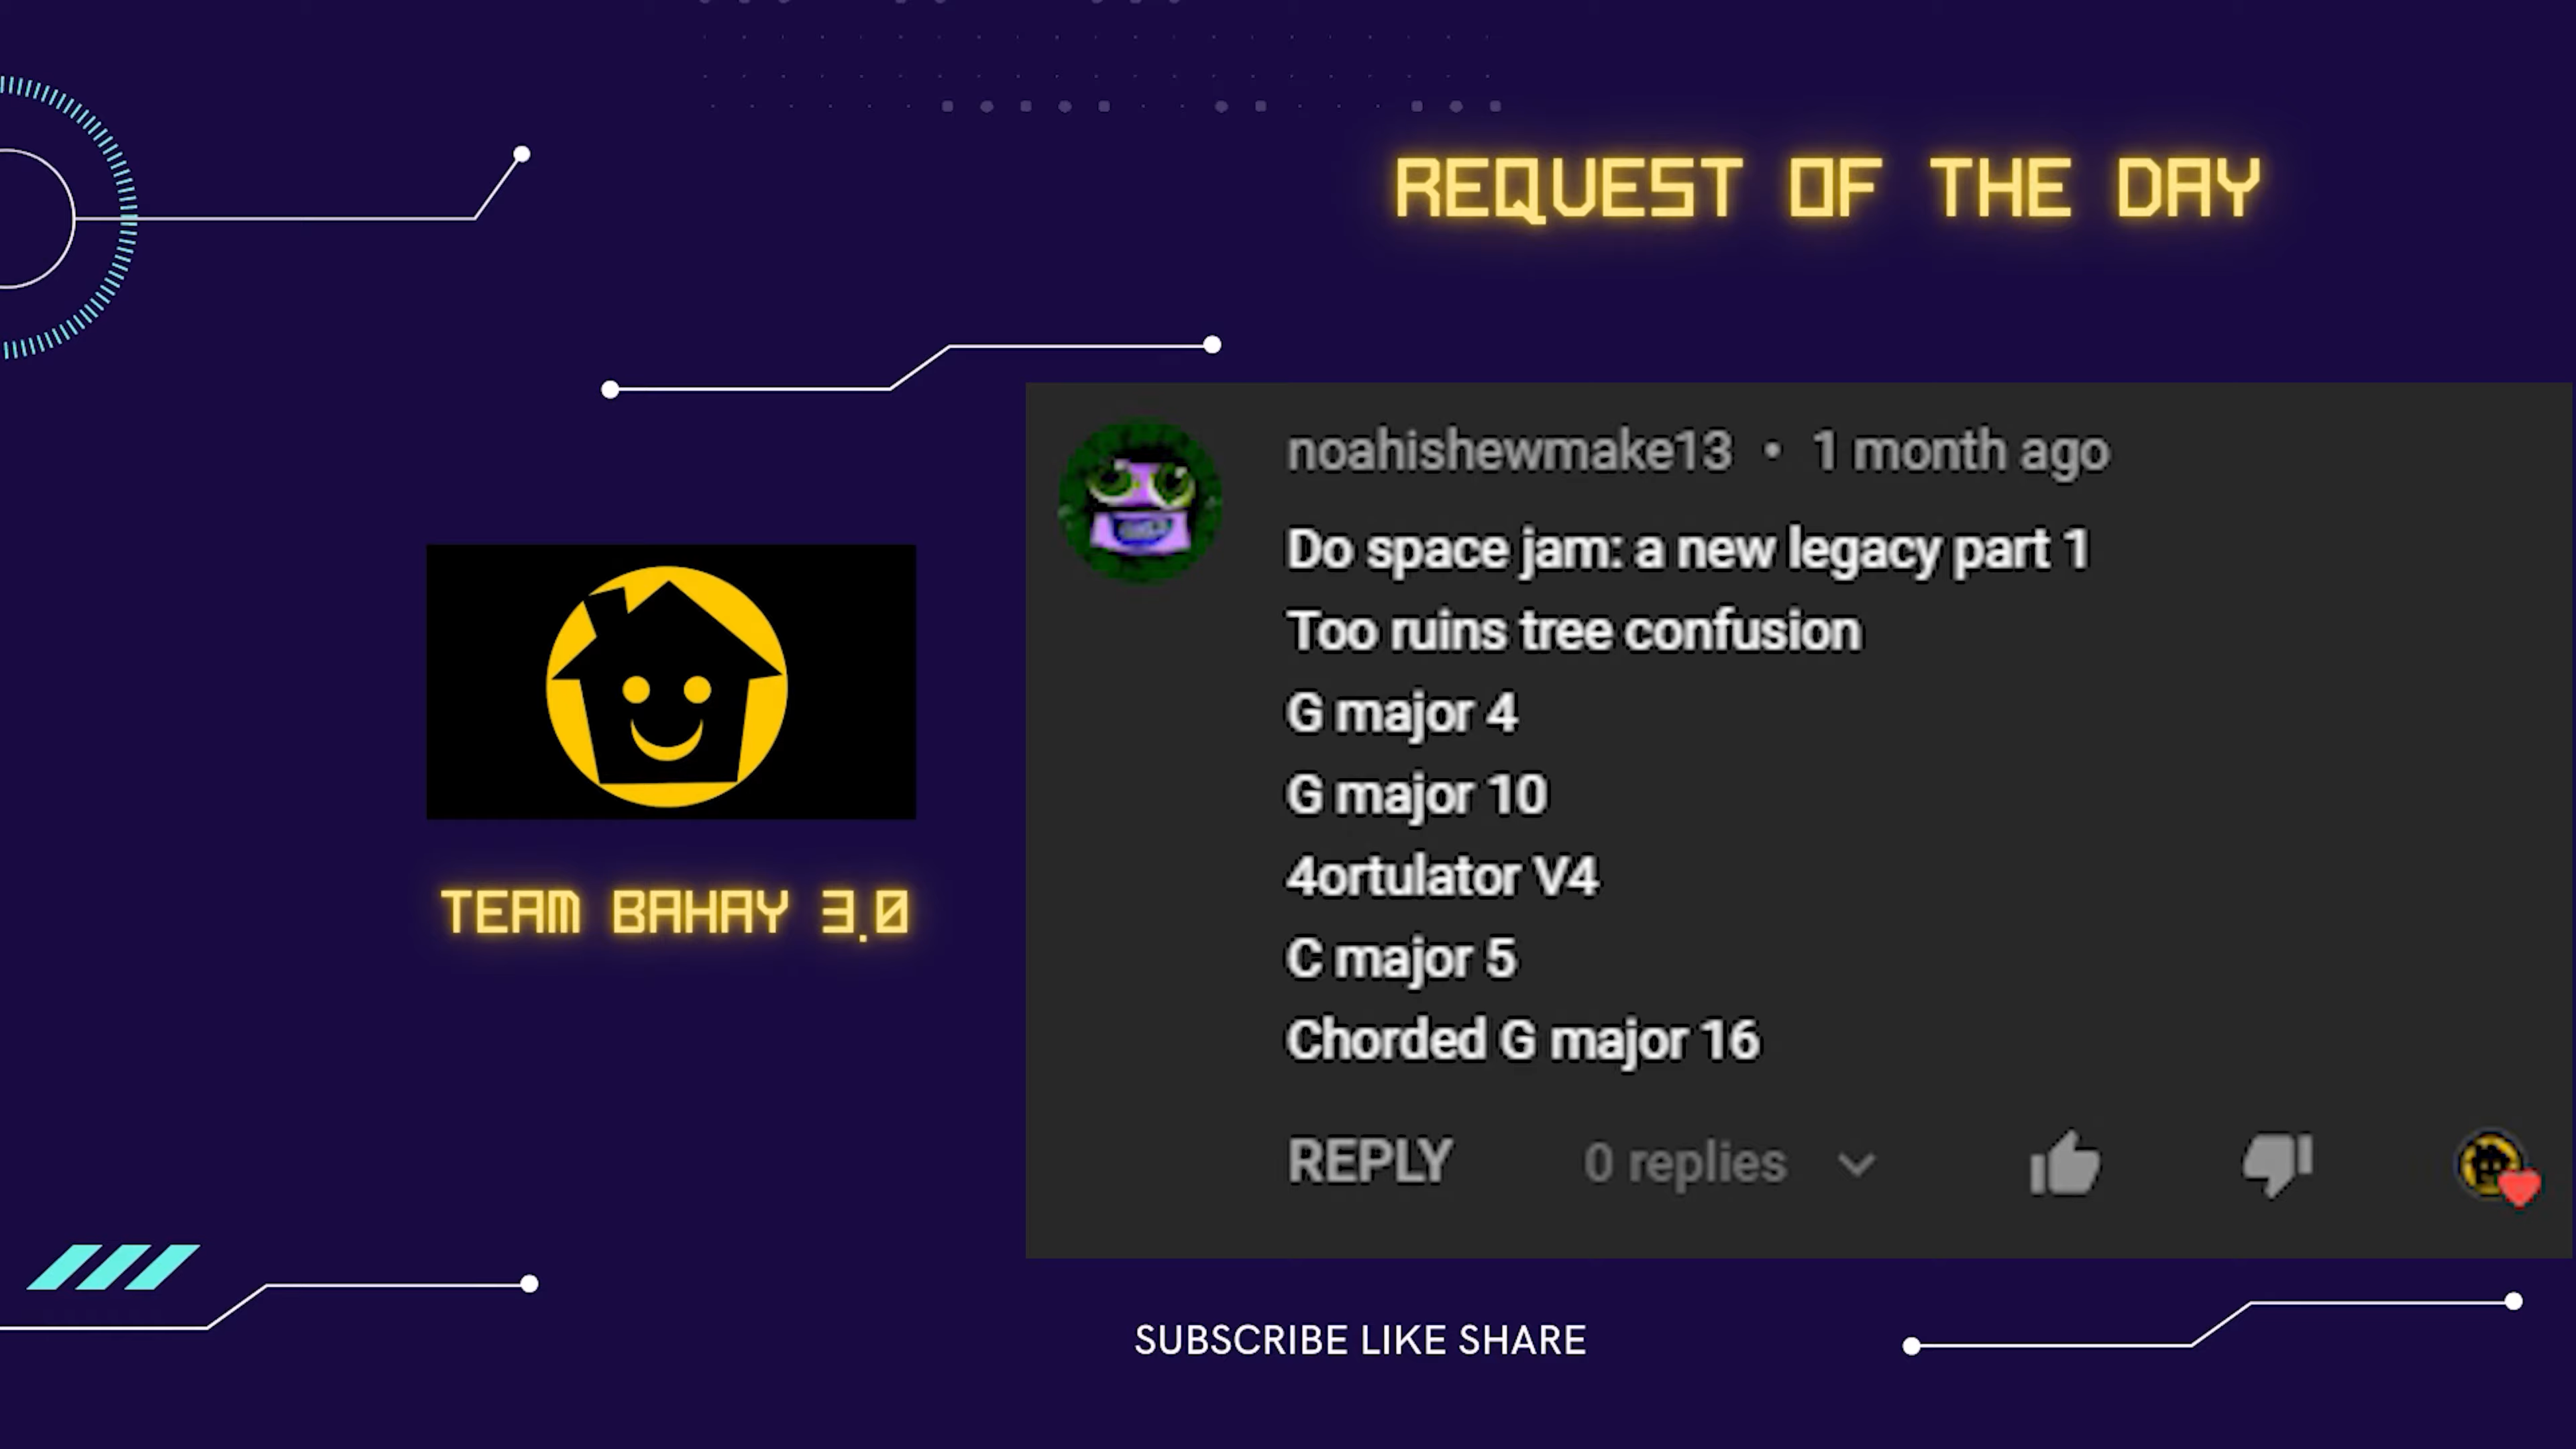 REQUEST OF THE DAY
noahishewmake13 • 1 month ago
Do space jam: a new legacy part 1
Too ruins tree confusion
G major 4
G major 10
4ortulator V4
C major 5
Chorded G major 16
REPLY 0 replies
TEAM BAHAY 3.0
SUBSCRIBE LIKE SHARE